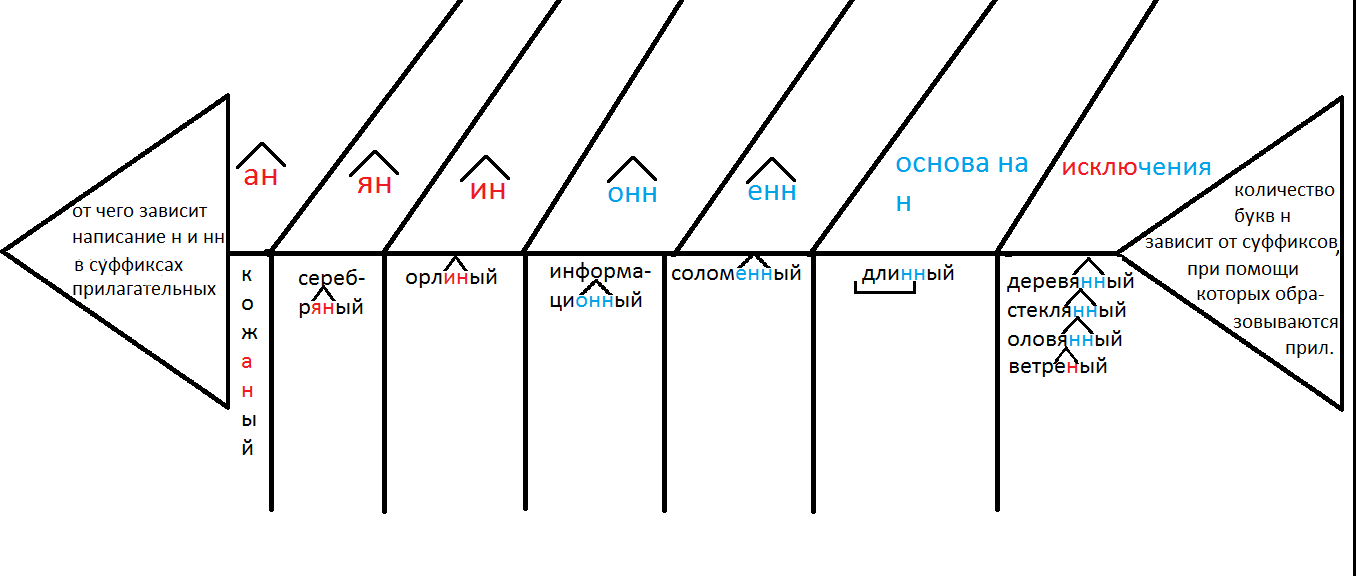 от чего зависит
написание н и нн
в суффиксах
прилагательных
ан
ян
ин
онн
енн
основа на
н
исключения
к
о
ж
а
н
ы
й
сереб-
ряный
орлиный
информа-
ционный
соломенный
длинный
деревянный
стеклянный
оловянный
ветреный
количество
букв н
зависит от суффиксов,
при помощи
которых обра-
зовываются
прил.